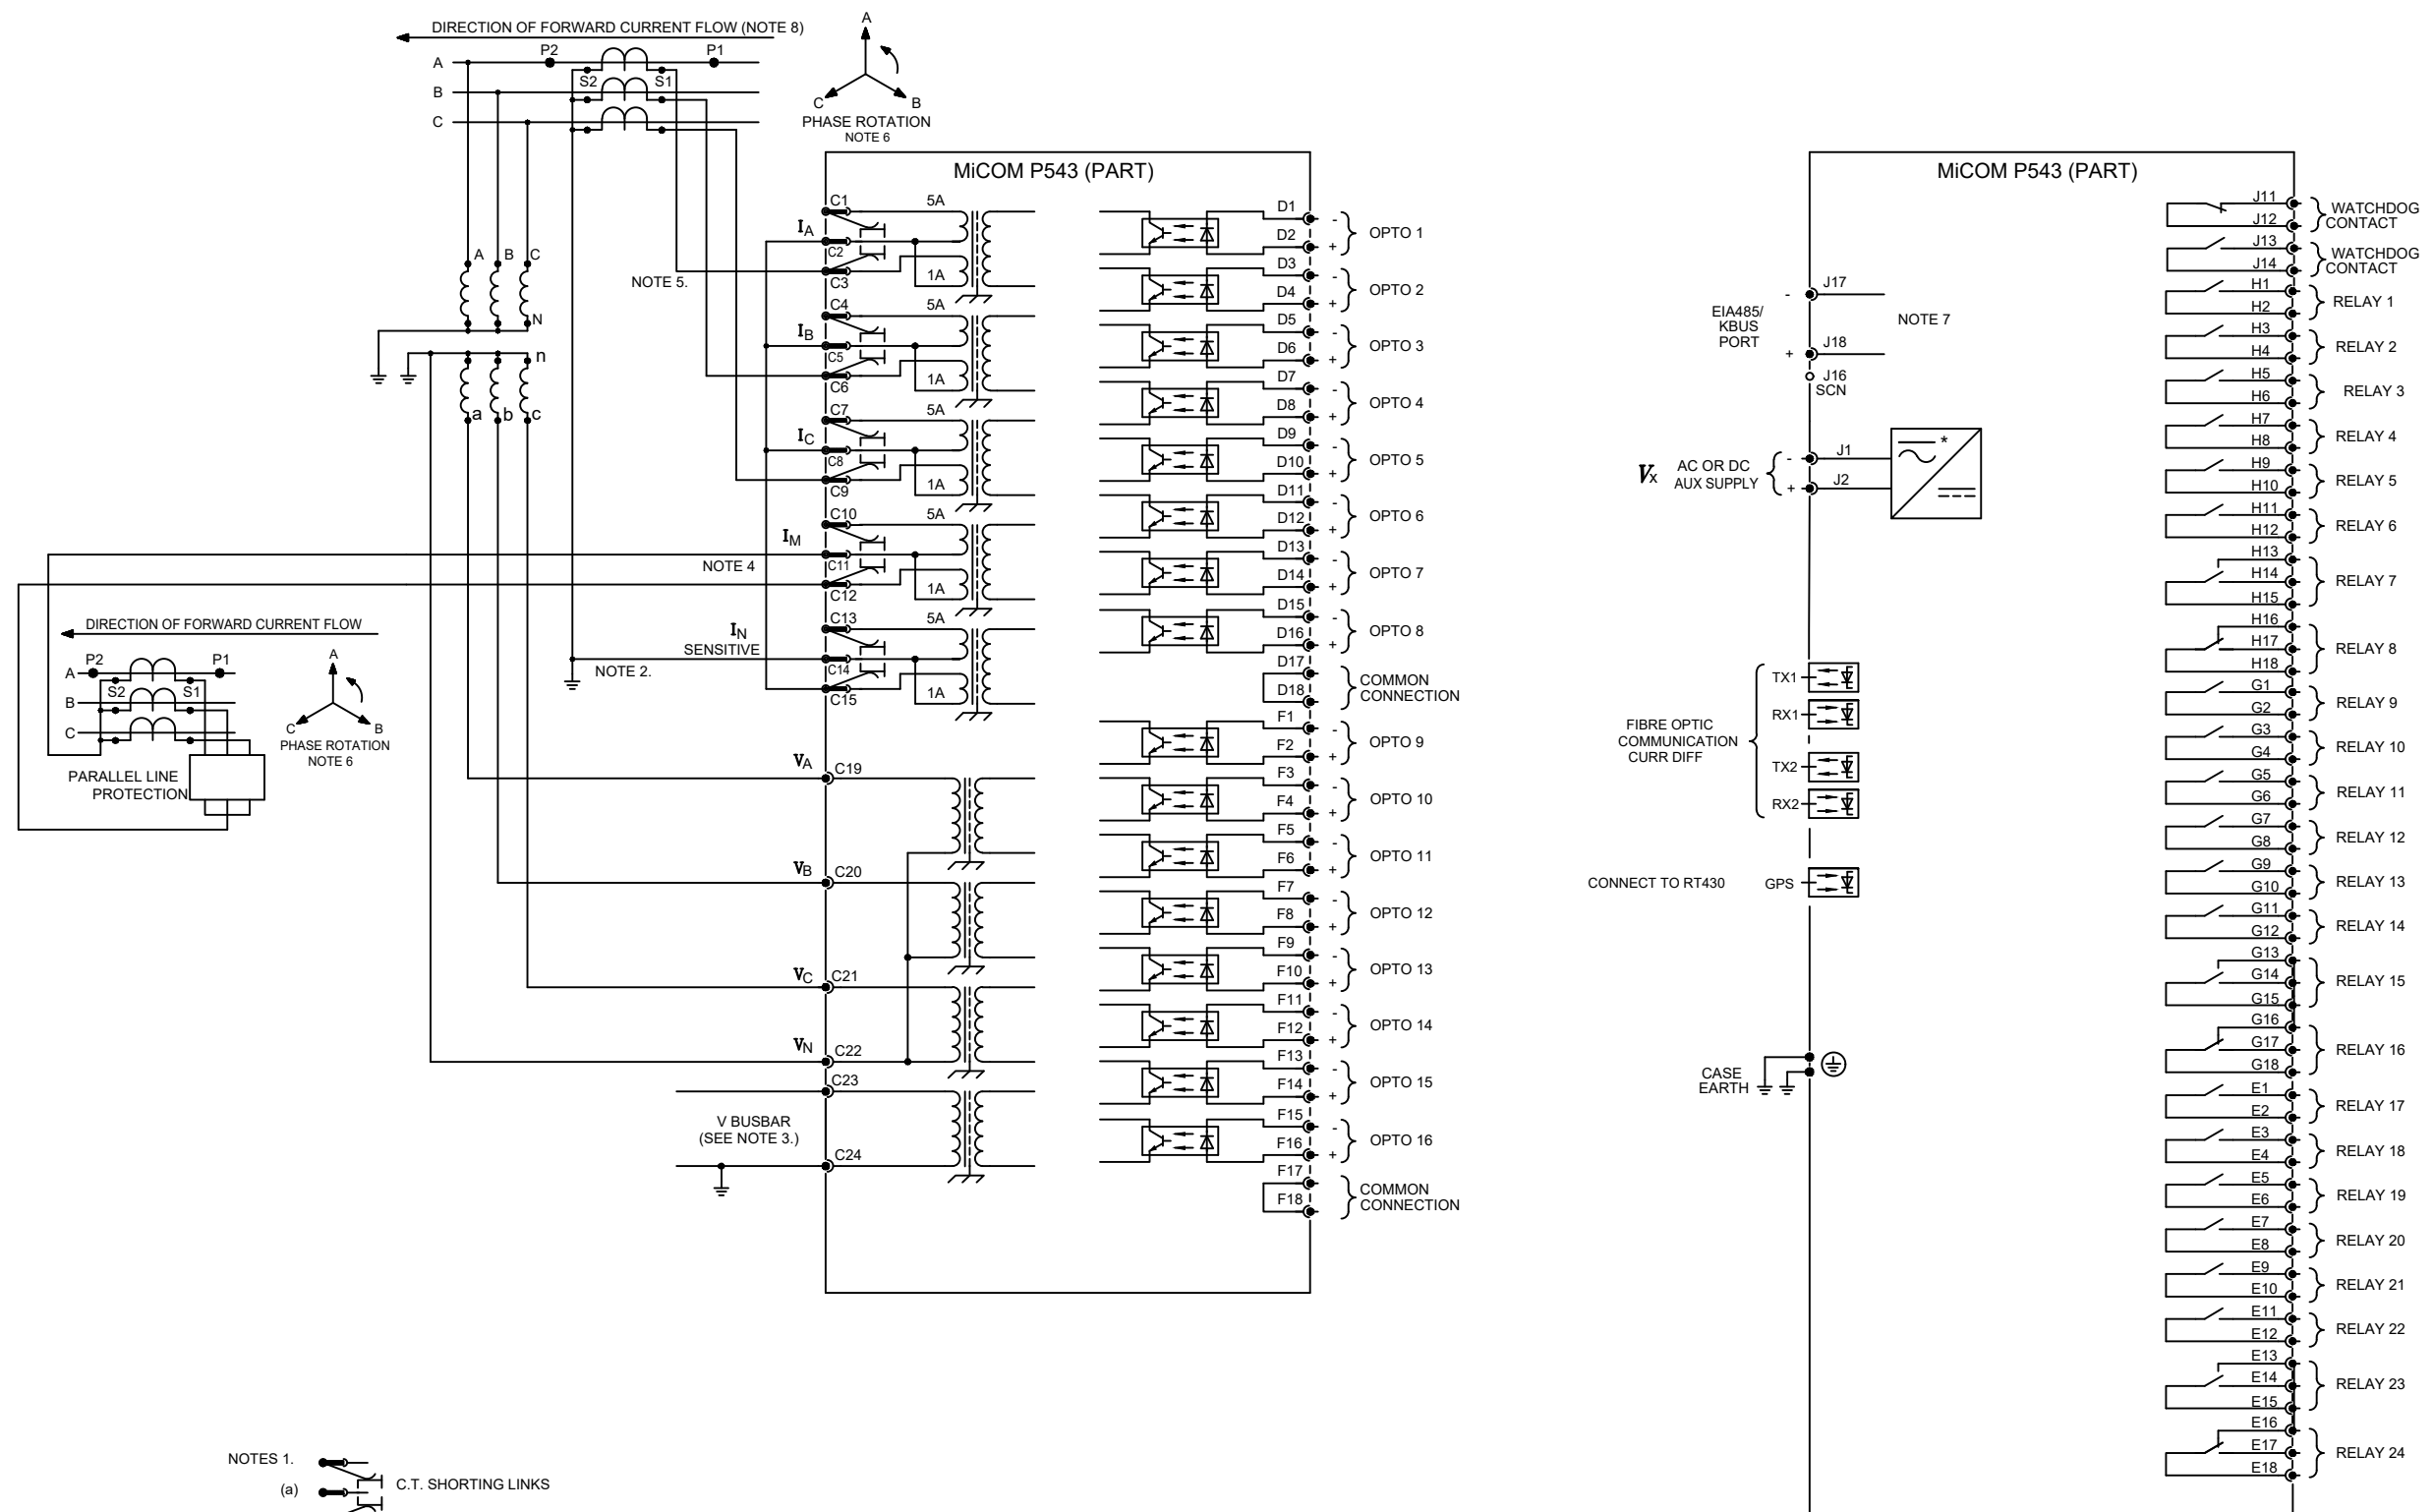 DIRECTION OF FORWARD CURRENT FLOW (NOTE 8)
A
P2
P1
S2
S1
B
C
A
C
B
PHASE ROTATION
NOTE 6
A
B
C
N
n
a
b
c
NOTE 5.
NOTE 4
NOTE 2.
DIRECTION OF FORWARD CURRENT FLOW
A
P2
P1
S2
S1
B
C
A
C
B
PHASE ROTATION
NOTE 6
PARALLEL LINE
PROTECTION
MiCOM P543 (PART)
IA
C1
5A
C2
C3
1A
IB
C4
5A
C5
C6
1A
IC
C7
5A
C8
C9
1A
IM
C10
5A
C11
C12
1A
IN
SENSITIVE
C13
5A
C14
C15
1A
VA
C19
VB
C20
VC
C21
VN
C22
C23
V BUSBAR
(SEE NOTE 3.)
C24
D1
-
D2
+
OPTO 1
D3
-
D4
+
OPTO 2
D5
-
D6
+
OPTO 3
D7
-
D8
+
OPTO 4
D9
-
D10
+
OPTO 5
D11
-
D12
+
OPTO 6
D13
-
D14
+
OPTO 7
D15
-
D16
+
OPTO 8
D17
D18
COMMON
CONNECTION
F1
-
F2
+
OPTO 9
F3
-
F4
+
OPTO 10
F5
-
F6
+
OPTO 11
F7
-
F8
+
OPTO 12
F9
-
F10
+
OPTO 13
F11
-
F12
+
OPTO 14
F13
-
F14
+
OPTO 15
F15
-
F16
+
OPTO 16
F17
F18
COMMON
CONNECTION
MiCOM P543 (PART)
EIA485/
KBUS
PORT
-
J17
NOTE 7
+
J18
J16
SCN
Vx
AC OR DC
AUX SUPPLY
-
J1
+
J2
*
FIBRE OPTIC
COMMUNICATION
CURR DIFF
TX1
RX1
TX2
RX2
CONNECT TO RT430
GPS
CASE
EARTH
J11
J12
WATCHDOG
CONTACT
J13
J14
WATCHDOG
CONTACT
H1
H2
RELAY 1
H3
H4
RELAY 2
H5
H6
RELAY 3
H7
H8
RELAY 4
H9
H10
RELAY 5
H11
H12
RELAY 6
H13
H14
H15
RELAY 7
H16
H17
H18
RELAY 8
G1
G2
RELAY 9
G3
G4
RELAY 10
G5
G6
RELAY 11
G7
G8
RELAY 12
G9
G10
RELAY 13
G11
G12
RELAY 14
G13
G14
G15
RELAY 15
G16
G17
G18
RELAY 16
E1
E2
RELAY 17
E3
E4
RELAY 18
E5
E6
RELAY 19
E7
E8
RELAY 20
E9
E10
RELAY 21
E11
E12
RELAY 22
E13
E14
E15
RELAY 23
E16
E17
E18
RELAY 24
NOTES 1.
(a)
C.T. SHORTING LINKS